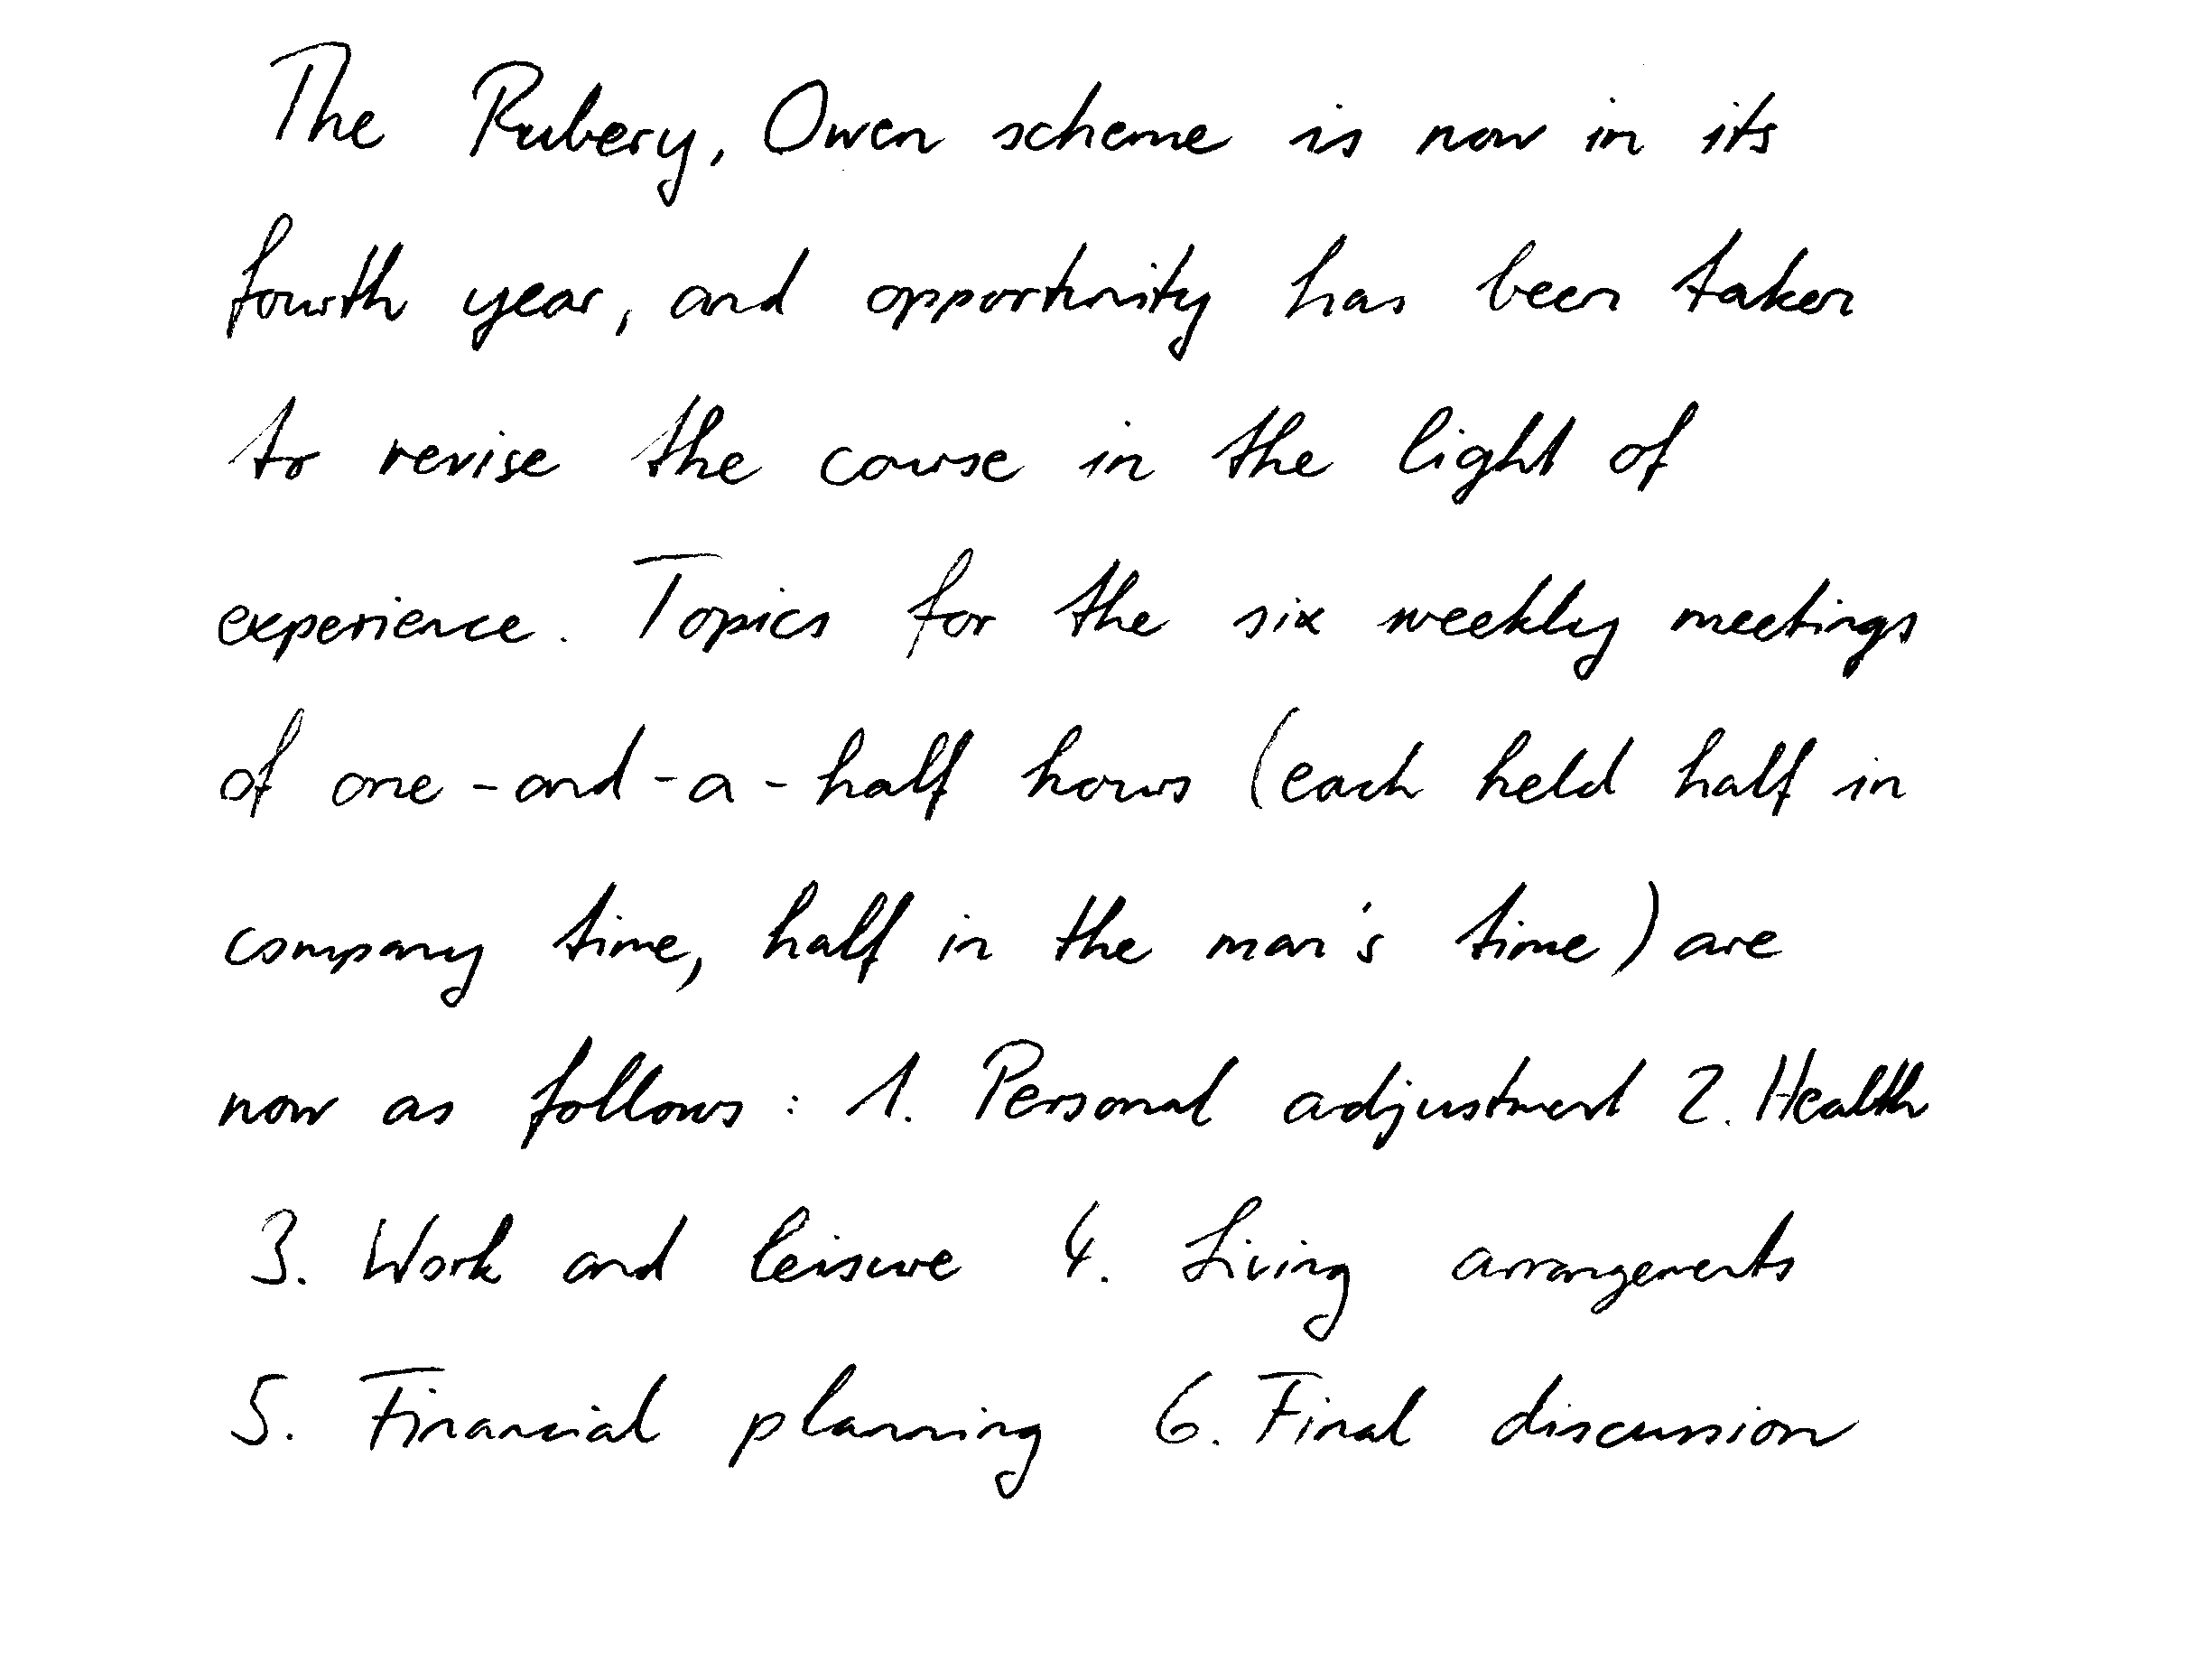 The Rubery, Owen scheme is now in its
fourth year, and opportunity has been taken
to revise the course in the light of
experience. Topics for the six weekly meetings
of one-and-a-half hours (each held half in
company time, half in the man's time) are
now as follows: 1. Personal adjustment 2. Health
3. Work and leisure 4. Living arrangements
5. Financial planning 6. Final discussion